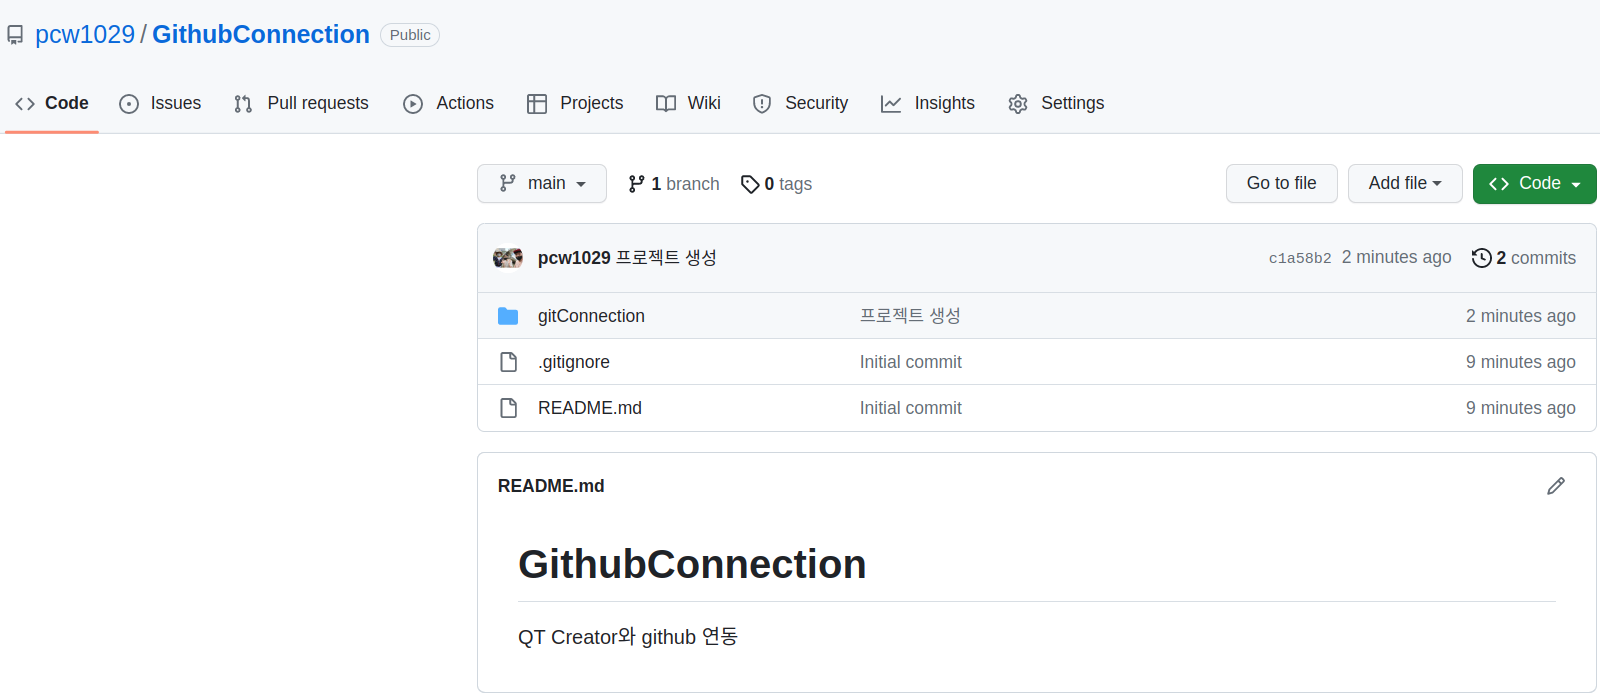 pcw1029 / GithubConnection Public
Code Issues Pull requests Actions Projects Wiki Security Insights Settings
main 1 branch 0 tags Go to file Add file Code
pcw1029 프로젝트 생성 c1a58b2 2 minutes ago 2 commits
gitConnection 프로젝트 생성 2 minutes ago
.gitignore Initial commit 9 minutes ago
README.md Initial commit 9 minutes ago
README.md
GithubConnection
QT Creator와 github 연동